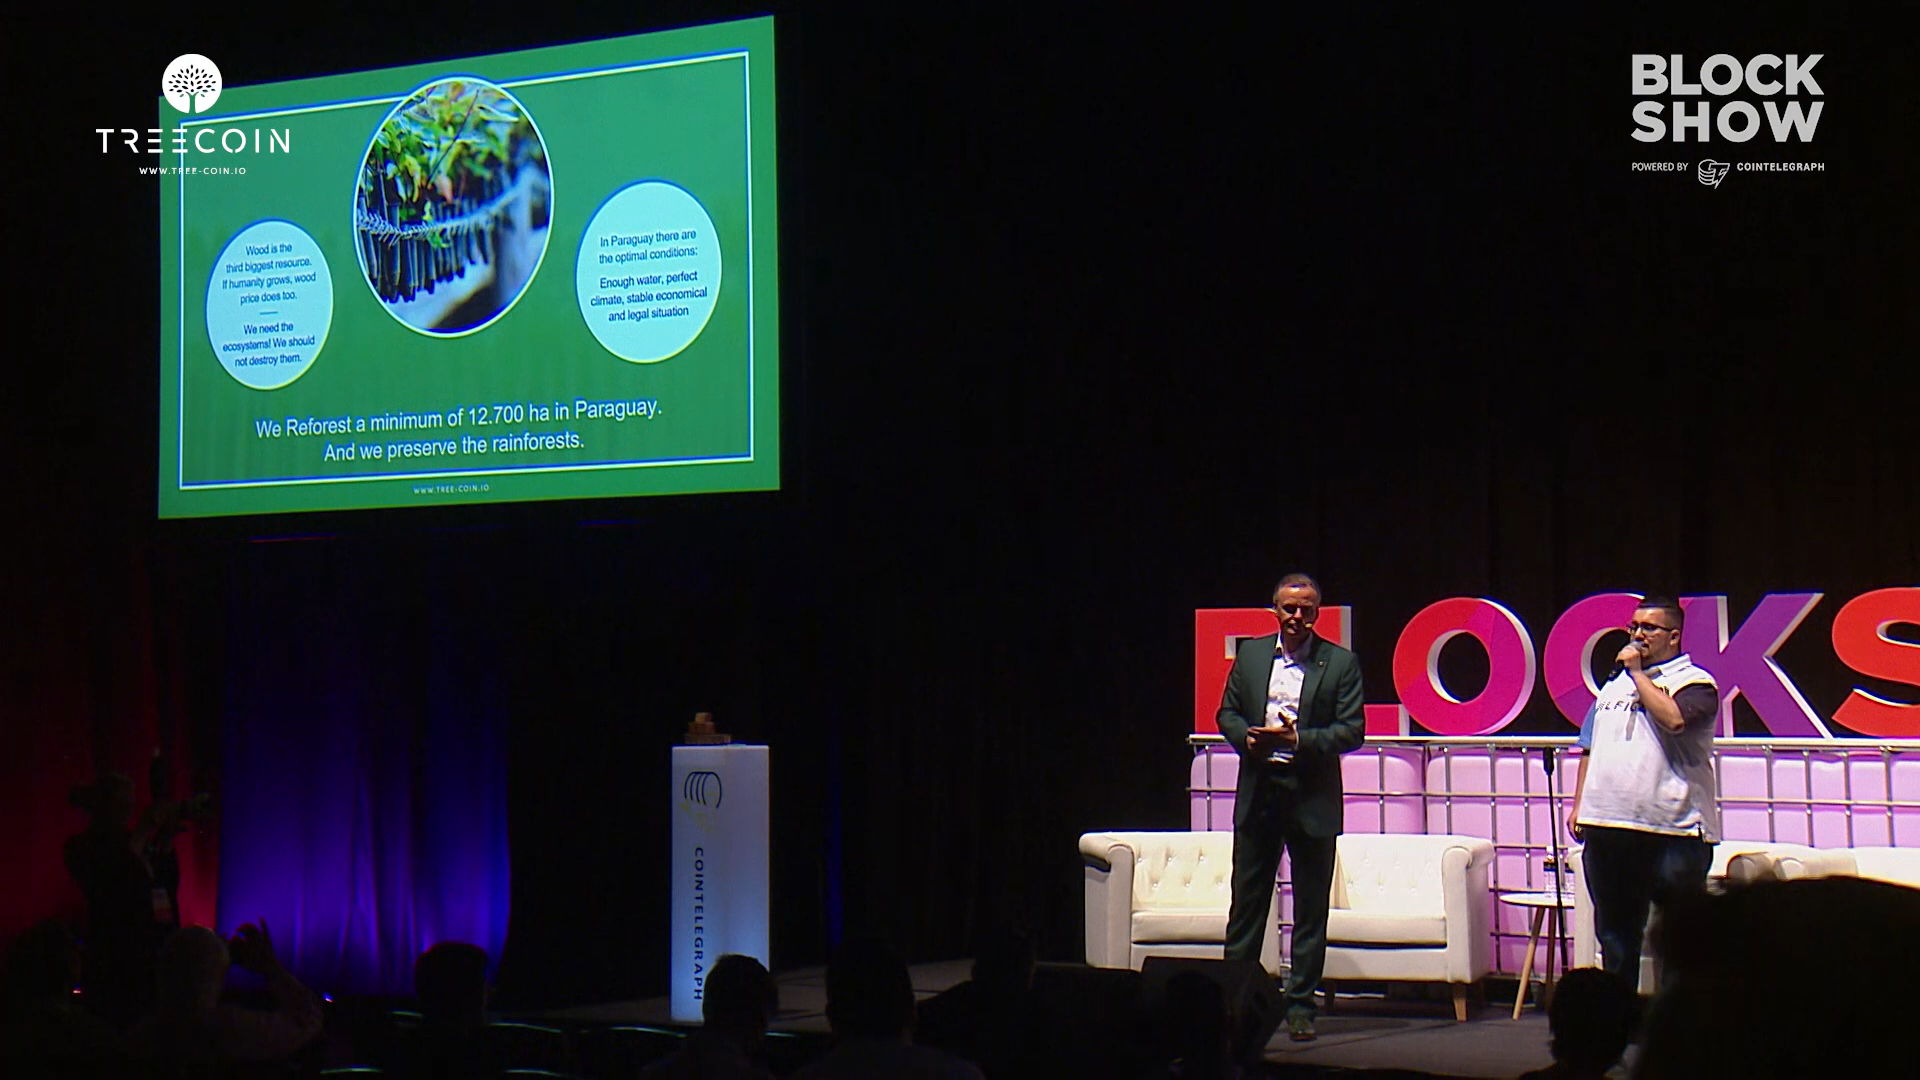 TREECOIN
WWW.TREE-COIN.IO
BLOCK
SHOW
POWERED BY COINTELEGRAPH
Wood is the
third biggest resource.
If humanity grows, wood
price does too.
We need the
ecosystems! We should
not destroy them.
In Paraguay there are
the optimal conditions:
Enough water, perfect
climate, stable economical
and legal situation
We Reforest a minimum of 12.700 ha in Paraguay.
And we preserve the rainforests.
WWW.TREE-COIN.IO
BLOCKS
COINTELEGRAPH